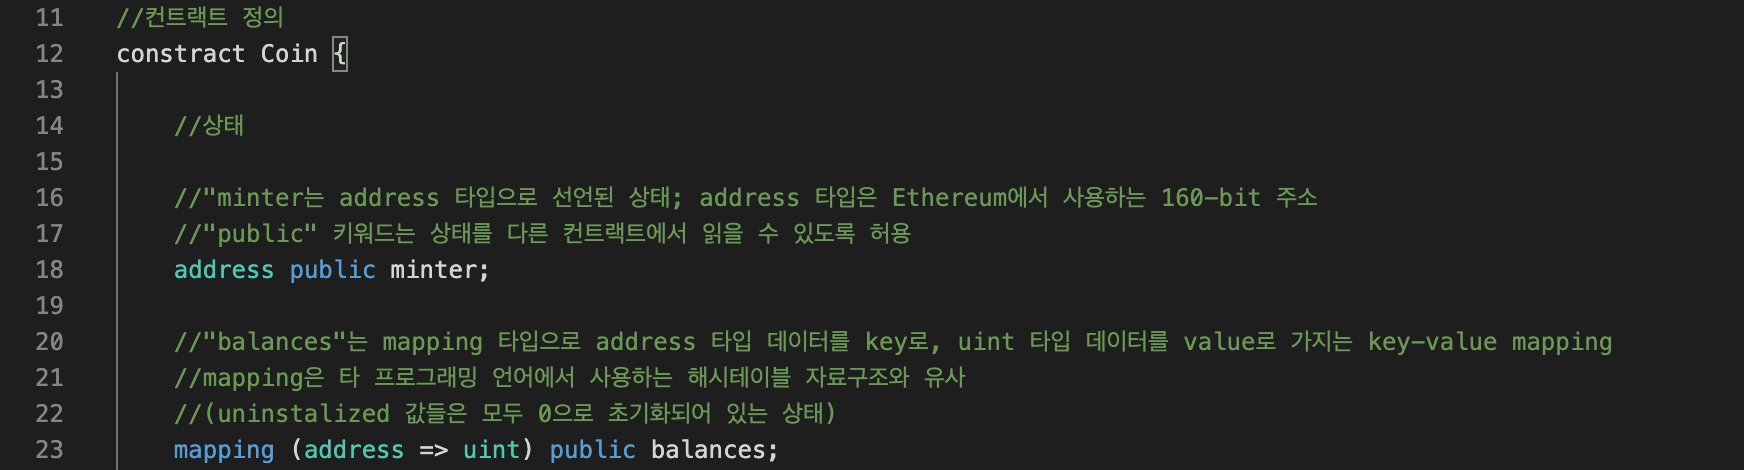 11 //컨트랙트 정의
12 constract Coin {
13
14 //상태
15
16 //"minter는 address 타입으로 선언된 상태; address 타입은 Ethereum에서 사용하는 160-bit 주소
17 //"public" 키워드는 상태를 다른 컨트랙트에서 읽을 수 있도록 허용
18 address public minter;
19
20 //"balances"는 mapping 타입으로 address 타입 데이터를 key로, uint 타입 데이터를 value로 가지는 key-value mapping
21 //mapping은 타 프로그래밍 언어에서 사용하는 해시테이블 자료구조와 유사
22 //(uninstalized 값들은 모두 0으로 초기화되어 있는 상태)
23 mapping (address => uint) public balances;